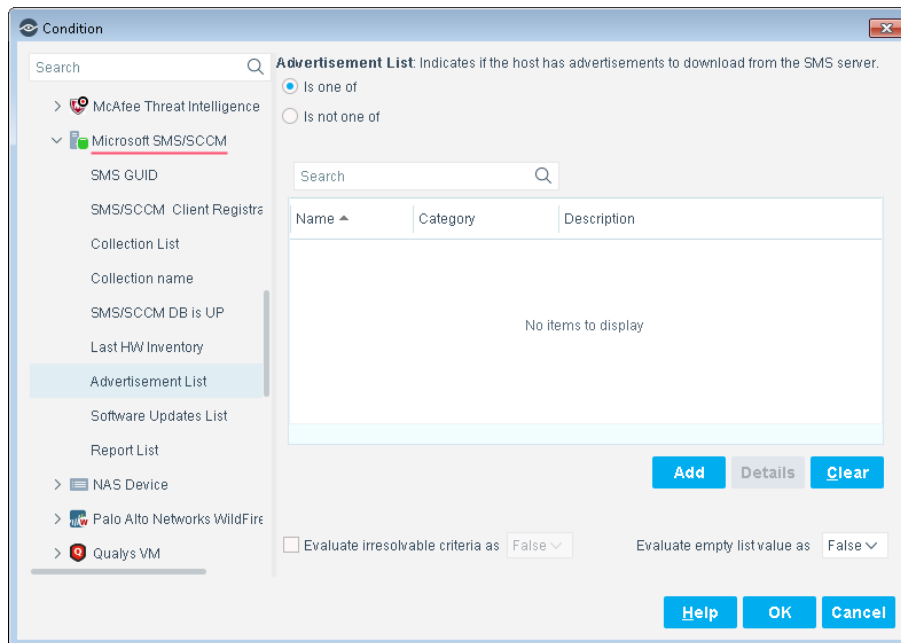 Condition
Search
McAfee Threat Intelligence
Microsoft SMS/SCCM
SMS GUID
SMS/SCCM Client Registra
Collection List
Collection name
SMS/SCCM DB is UP
Last HW Inventory
Advertisement List
Software Updates List
Report List
NAS Device
Palo Alto Networks WildFire
Qualys VM
Advertisement List: Indicates if the host has advertisements to download from the SMS server.
Is one of
Is not one of
Search
Name Category Description
No items to display
Add Details Clear
Evaluate irresolvable criteria as False Evaluate empty list value as False
Help OK Cancel